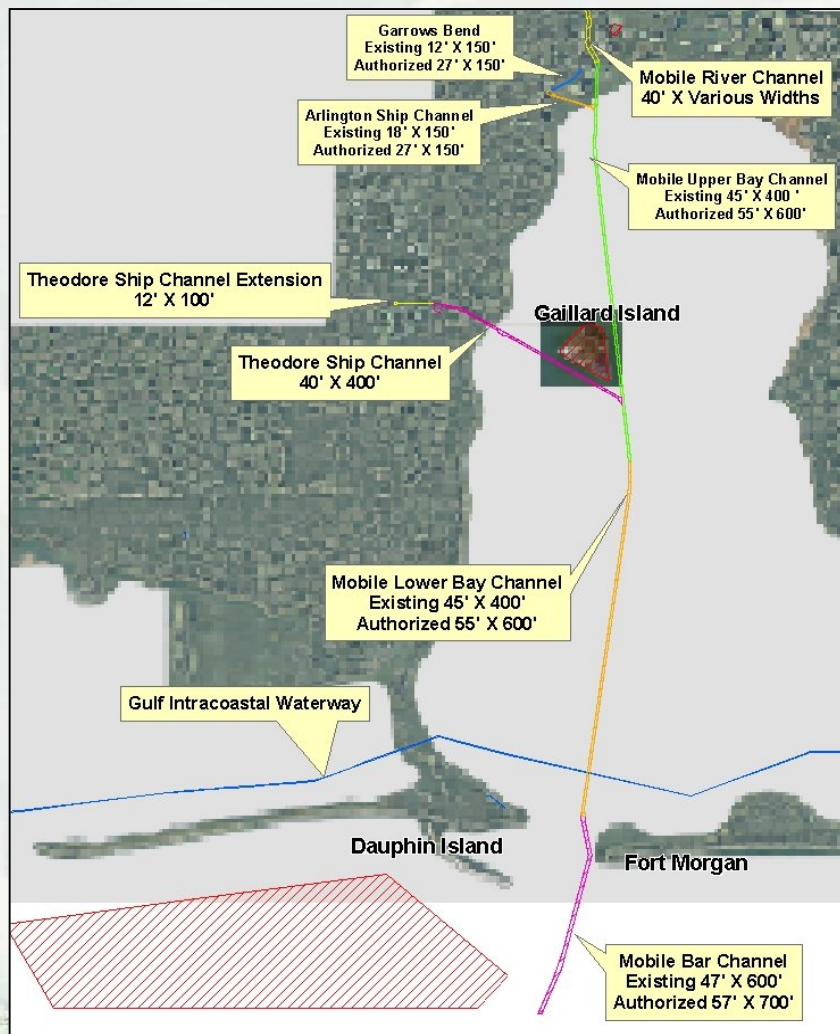 Garrows Bend
Existing 12' X 150'
Authorized 27' X 150'
Mobile River Channel
40' X Various Widths
Arlington Ship Channel
Existing 18' X 150'
Authorized 27' X 150'
Mobile Upper Bay Channel
Existing 45' X 400 '
Authorized 55' X 600'
Theodore Ship Channel Extension
12' X 100'
Gaillard Island
Theodore Ship Channel
40' X 400'
Mobile Lower Bay Channel
Existing 45' X 400'
Authorized 55' X 600'
Gulf Intracoastal Waterway
Dauphin Island
Fort Morgan
Mobile Bar Channel
Existing 47' X 600'
Authorized 57' X 700'